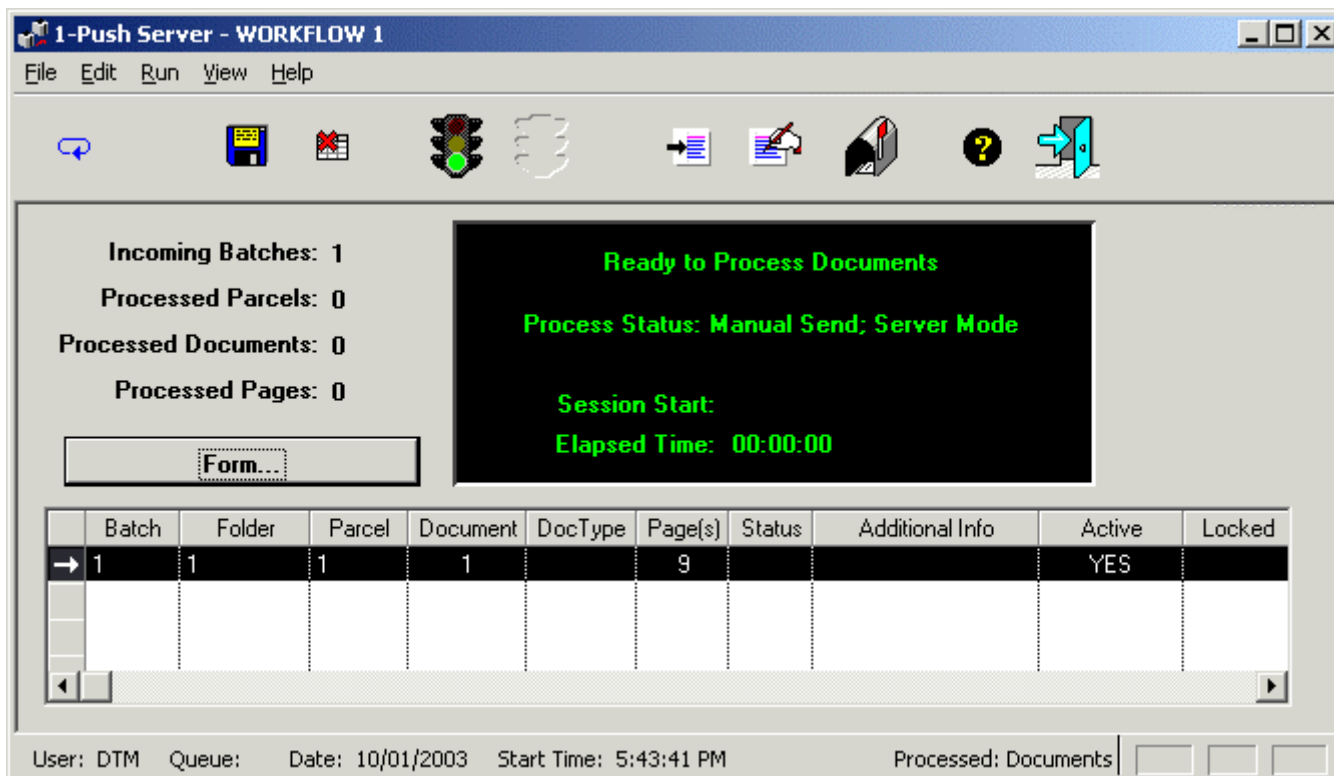 1-Push Server - WORKFLOW 1
File Edit Run View Help
?
Incoming Batches: 1
Processed Parcels: 0
Processed Documents: 0
Processed Pages: 0
Form...
Ready to Process Documents
Process Status: Manual Send; Server Mode
Session Start:
Elapsed Time: 00:00:00
Batch Folder Parcel Document DocType Page(s) Status Additional Info Active Locked
1 1 1 1 9 YES
User: DTM Queue: Date: 10/01/2003 Start Time: 5:43:41 PM Processed: Documents